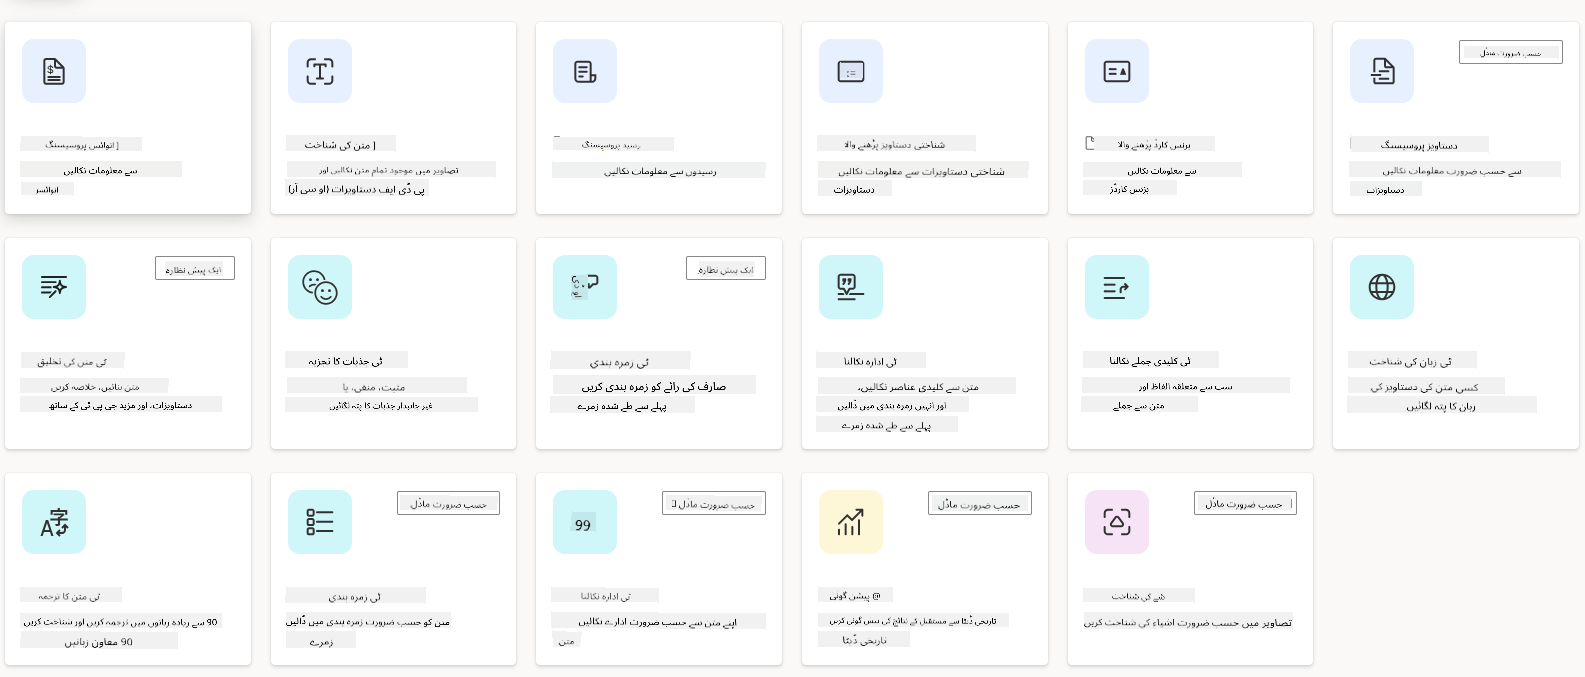 [ انوائس پروسیسنگ
سے معلومات نکالیں
انوائسز
[ متن کی شناخت
تصاویر میں موجود تمام متن نکالیں اور
پی ڈی ایف دستاویزات (او سی آر)
رسید پروسیسنگ
رسیدوں سے معلومات نکالیں
شناختی دستاویز پڑھنے والا
شناختی دستاویزات سے معلومات نکالیں
دستاویزات
بزنس کارڈ پڑھنے والا
سے معلومات نکالیں
بزنس کارڈز
حسب ضرورت ماڈل
دستاویز پروسیسنگ
سے حسب ضرورت معلومات نکالیں
دستاویزات
ایک پیش نظارہ
ٹی متن کی تخلیق
متن بنائیں، خلاصہ کریں
دستاویزات، اور مزید جی پی ٹی کے ساتھ
ٹی جذبات کا تجزیہ
مثبت، منفی، یا
غیر جانبدار جذبات کا پتہ لگائیں
ایک پیش نظارہ
ٹی زمرہ بندی
صارف کی رائے کو زمرہ بندی کریں
پہلے سے طے شدہ زمرے
ٹی ادارہ نکالنا
متن سے کلیدی عناصر نکالیں،
اور انہیں زمرہ بندی میں ڈالیں
پہلے سے طے شدہ زمرے
ٹی کلیدی جملے نکالنا
سب سے متعلقہ الفاظ اور
متن سے جملے
ٹی زبان کی شناخت
کسی متن کی دستاویز کی
زبان کا پتہ لگائیں
ٹی متن کا ترجمہ
90 سے زیادہ زبانوں میں ترجمہ کریں اور شناخت کریں
90 معاون زبانیں
حسب ضرورت ماڈل
ٹی زمرہ بندی
متن کو حسب ضرورت زمرہ بندی میں ڈالیں
زمرے
حسب ضرورت ماڈل
99
ٹی ادارہ نکالنا
اپنے متن سے حسب ضرورت ادارے نکالیں
متن
حسب ضرورت ماڈل
@ پیشن گوئی
تاریخی ڈیٹا سے مستقبل کے نتائج کی پیش گوئی کریں
تاریخی ڈیٹا
حسب ضرورت ماڈل
شے کی شناخت
تصاویر میں حسب ضرورت اشیاء کی شناخت کریں